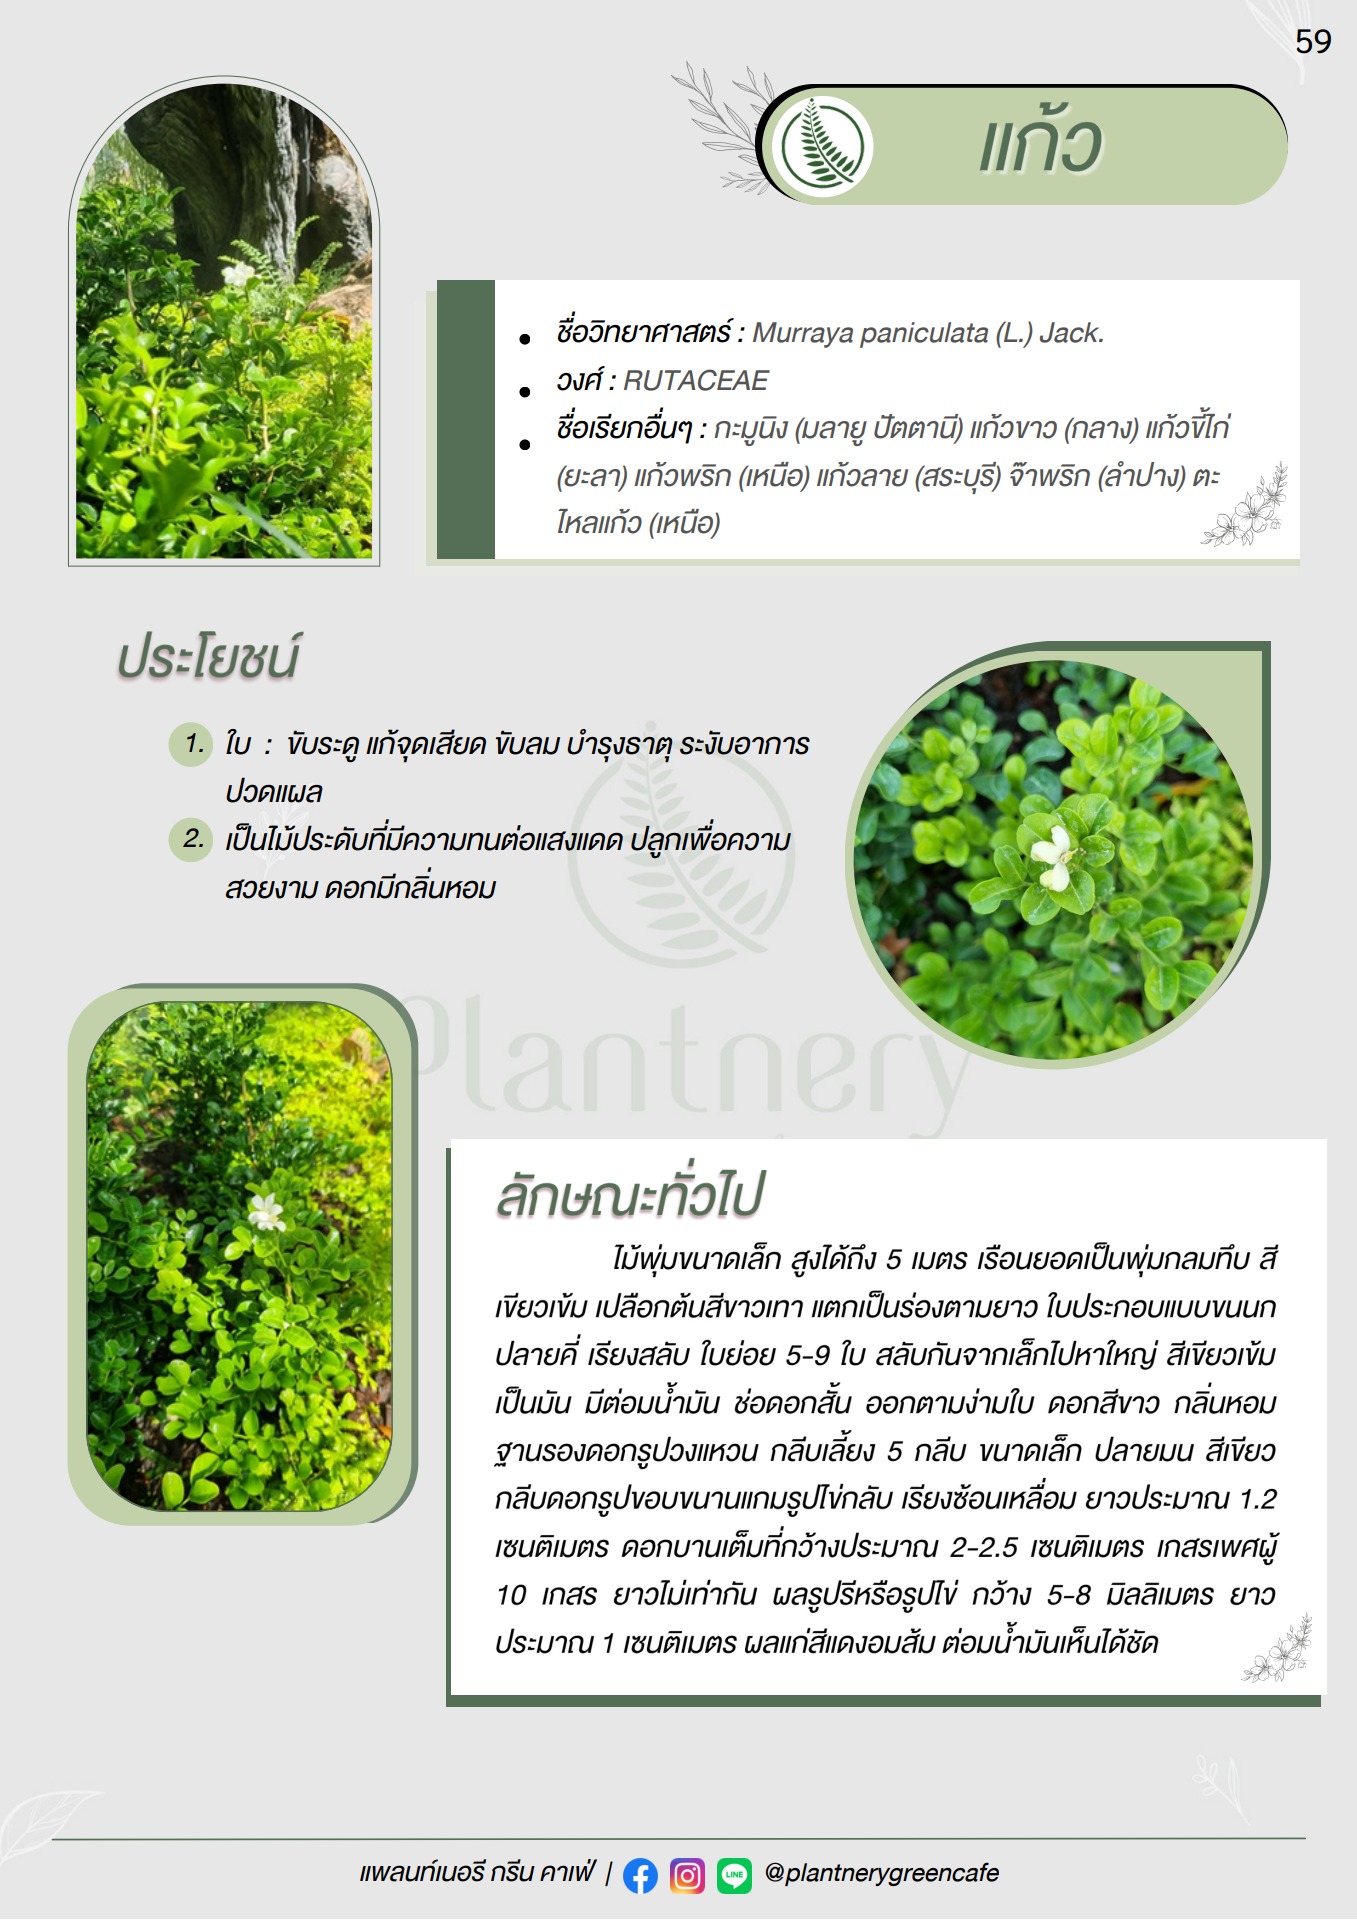 59
แก้ว
ชื่อวิทยาศาสตร์ : Murraya paniculata (L.) Jack.
วงศ์ : RUTACEAE
ชื่อเรียกอื่นๆ : กะมูนิง (มลายู ปัตตานี) แก้วขาว (กลาง) แก้วขี้ไก่
(ยะลา) แก้วพริก (เหนือ) แก้วลาย (สระบุรี) จ๊าพริก (ลำปาง) ตะ
ไหลแก้ว (เหนือ)
ประโยชน์
1. ใบ : ขับระดู แก้จุดเสียด ขับลม บำรุงธาตุ ระงับอาการ
ปวดแผล
2. เป็นไม้ประดับที่มีความทนต่อแสงแดด ปลูกเพื่อความ
สวยงาม ดอกมีกลิ่นหอม
Plantnery
ลักษณะทั่วไป
ไม้พุ่มขนาดเล็ก สูงได้ถึง 5 เมตร เรือนยอดเป็นพุ่มกลมทึบ สี
เขียวเข้ม เปลือกต้นสีขาวเทา แตกเป็นร่องตามยาว ใบประกอบแบบขนนก
ปลายคี่ เรียงสลับ ใบย่อย 5-9 ใบ สลับกันจากเล็กไปหาใหญ่ สีเขียวเข้ม
เป็นมัน มีต่อมน้ำมัน ช่อดอกสั้น ออกตามง่ามใบ ดอกสีขาว กลิ่นหอม
ฐานรองดอกรูปวงแหวน กลีบเลี้ยง 5 กลีบ ขนาดเล็ก ปลายมน สีเขียว
กลีบดอกรูปขอบขนานแกมรูปไข่กลับ เรียงซ้อนเหลื่อม ยาวประมาณ 1.2
เซนติเมตร ดอกบานเต็มที่กว้างประมาณ 2-2.5 เซนติเมตร เกสรเพศผู้
10 เกสร ยาวไม่เท่ากัน ผลรูปรีหรือรูปไข่ กว้าง 5-8 มิลลิเมตร ยาว
ประมาณ 1 เซนติเมตร ผลแก่สีแดงอมส้ม ต่อมน้ำมันเห็นได้ชัด
แพลนท์เนอรี กรีน คาเฟ่ | LINE @plantnerygreencafe